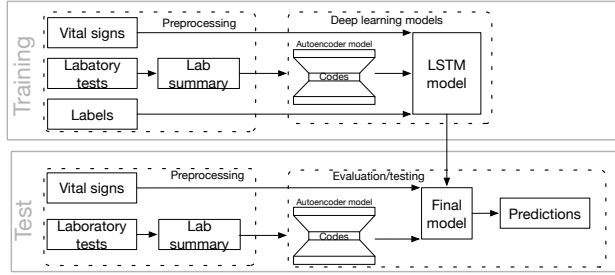 Training
Preprocessing
Deep learning models
Vital signs
Labatory
tests
Lab
summary
Labels
Autoencoder model
Codes
LSTM
model
Test
Preprocessing
Evaluation/testing
Vital signs
Laboratory
tests
Lab
summary
Autoencoder model
Codes
Final
model
Predictions